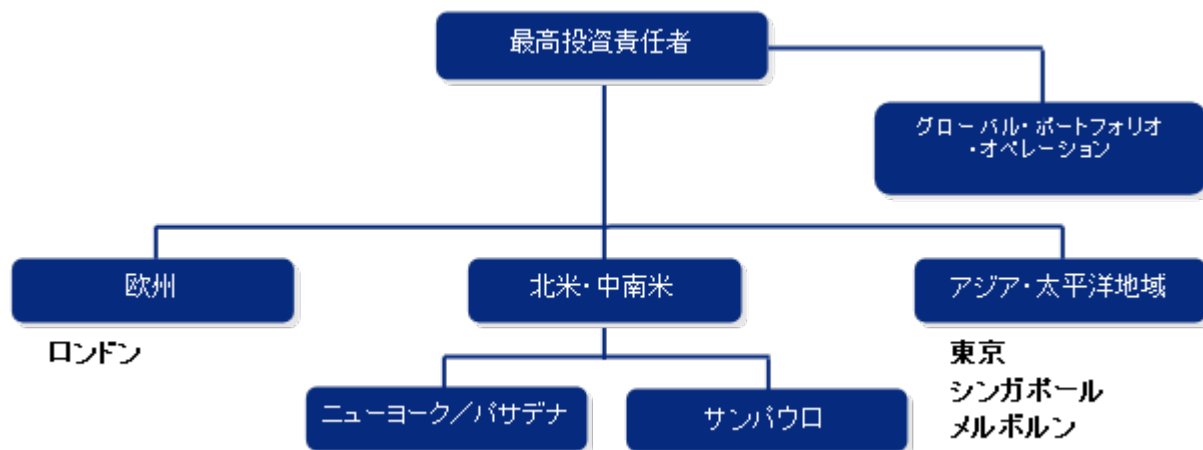 最高投資責任者
グローバル・ポートフォリオ
・オペレーション
欧州
北米・中南米
アジア・太平洋地域
ロンドン
東京
シンガポール
メルボルン
ニューヨーク／パサデナ
サンパウロ